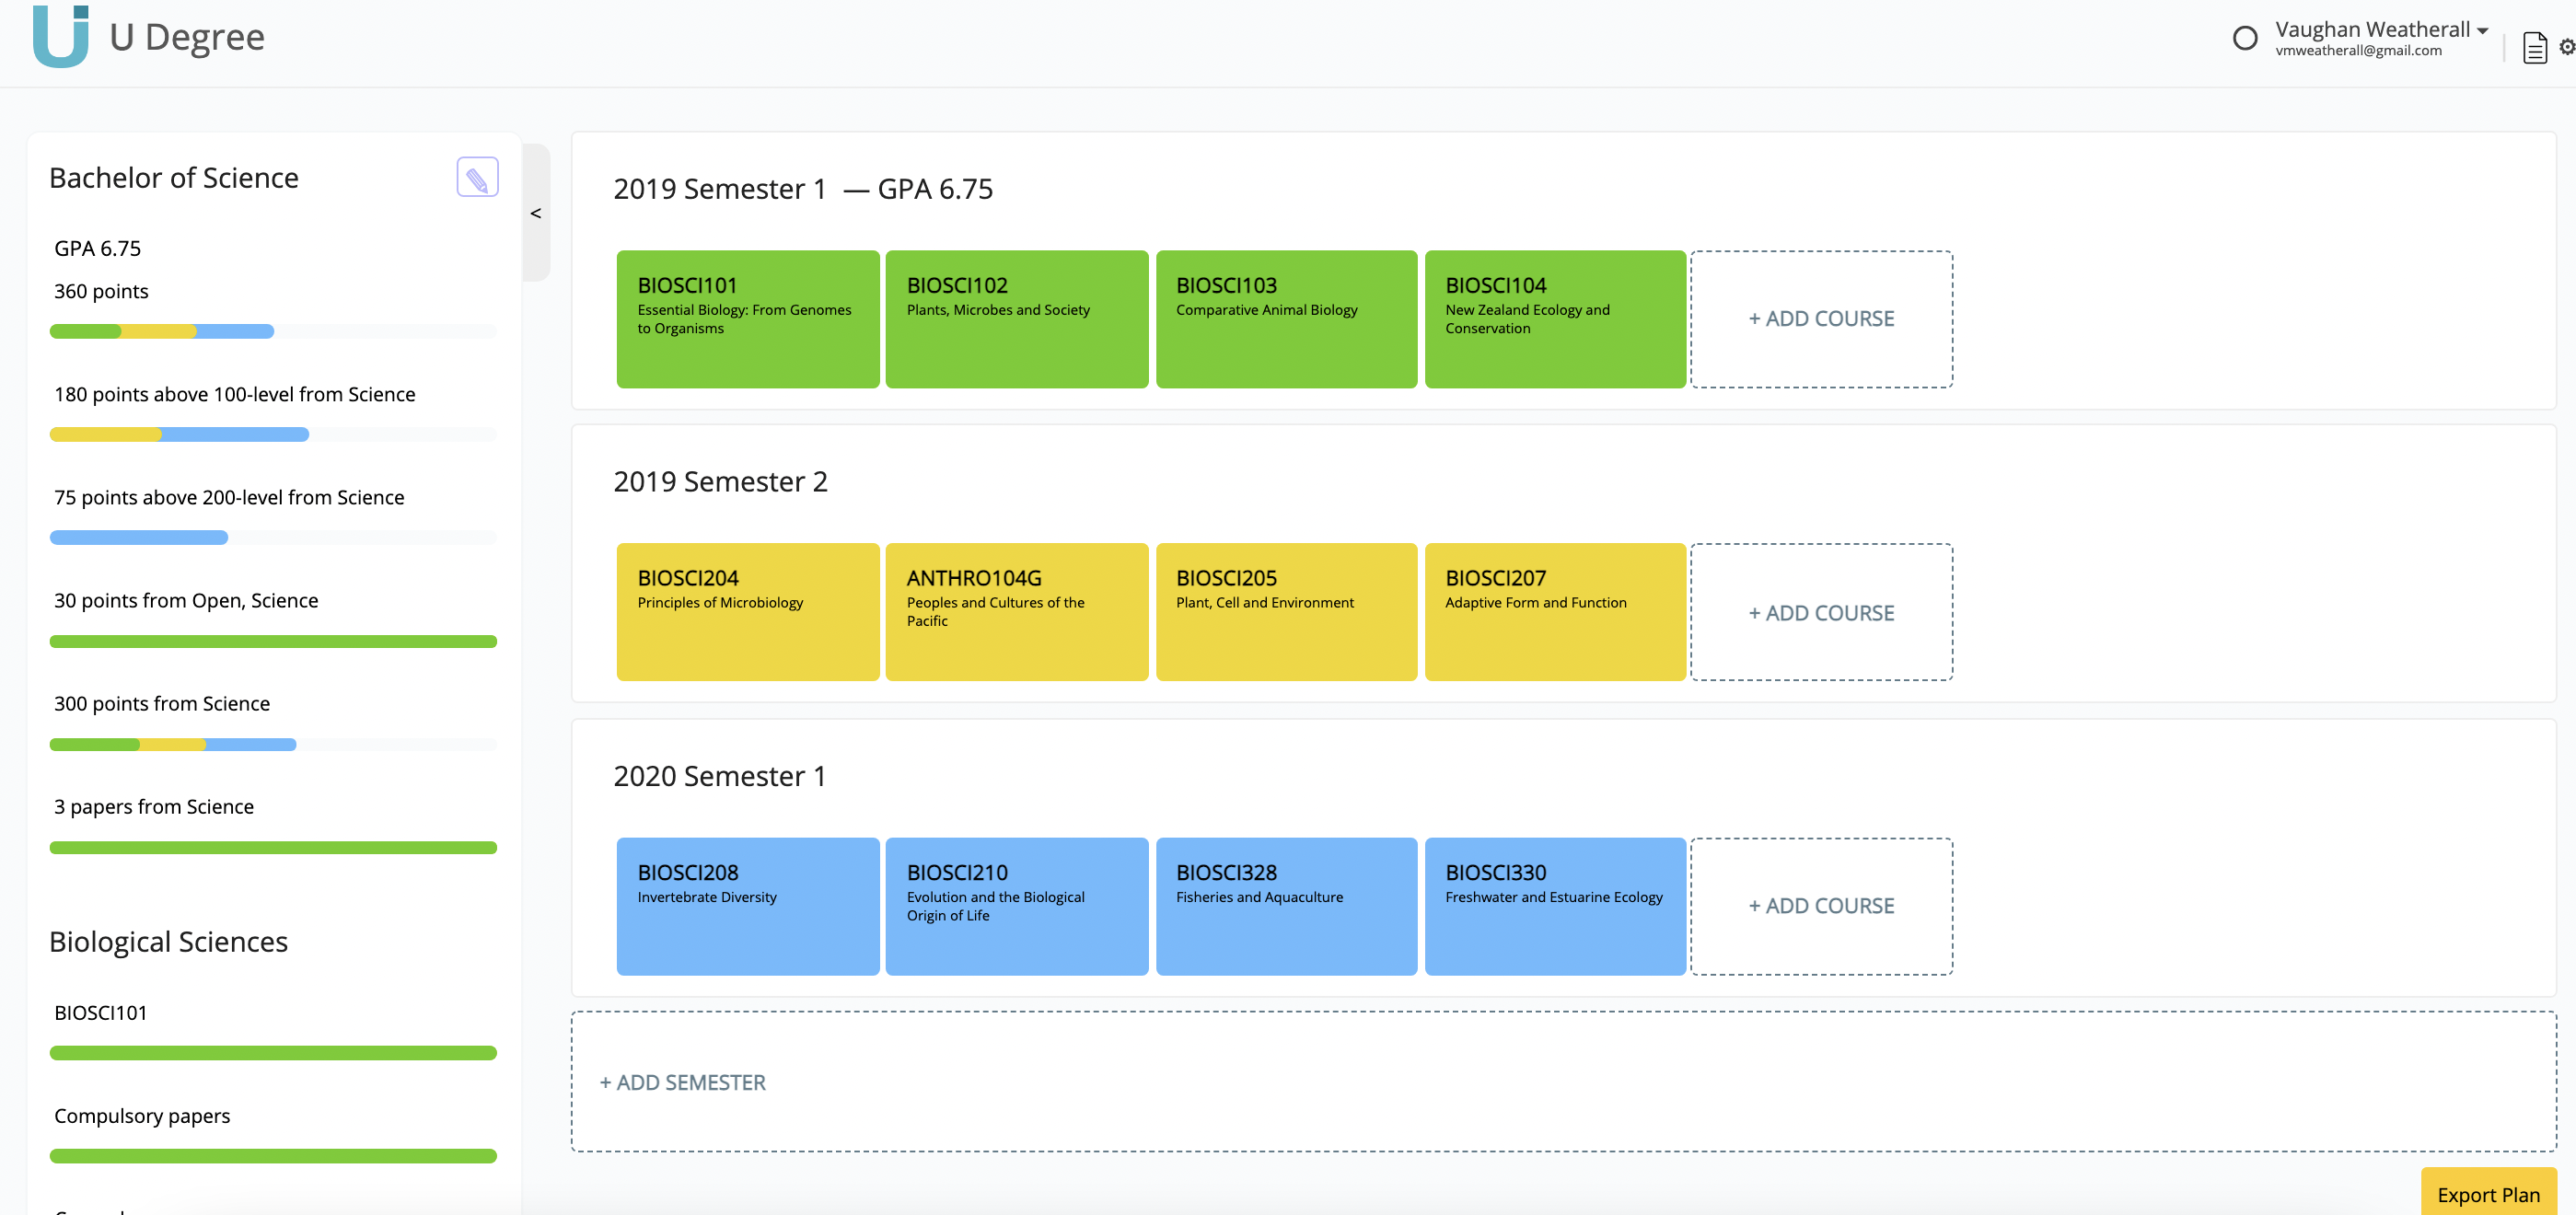 U Degree
Vaughan Weatherall
vmweatherall@gmail.com
Bachelor of Science
GPA 6.75
360 points
180 points above 100-level from Science
75 points above 200-level from Science
30 points from Open, Science
300 points from Science
3 papers from Science
Biological Sciences
BIOSCI101
Compulsory papers
<
2019 Semester 1 — GPA 6.75
BIOSCI101
Essential Biology: From Genomes
to Organisms
BIOSCI102
Plants, Microbes and Society
BIOSCI103
Comparative Animal Biology
BIOSCI104
New Zealand Ecology and
Conservation
+ ADD COURSE
2019 Semester 2
BIOSCI204
Principles of Microbiology
ANTHRO104G
Peoples and Cultures of the
Pacific
BIOSCI205
Plant, Cell and Environment
BIOSCI207
Adaptive Form and Function
+ ADD COURSE
2020 Semester 1
BIOSCI208
Invertebrate Diversity
BIOSCI210
Evolution and the Biological
Origin of Life
BIOSCI328
Fisheries and Aquaculture
BIOSCI330
Freshwater and Estuarine Ecology
+ ADD COURSE
+ ADD SEMESTER
Export Plan